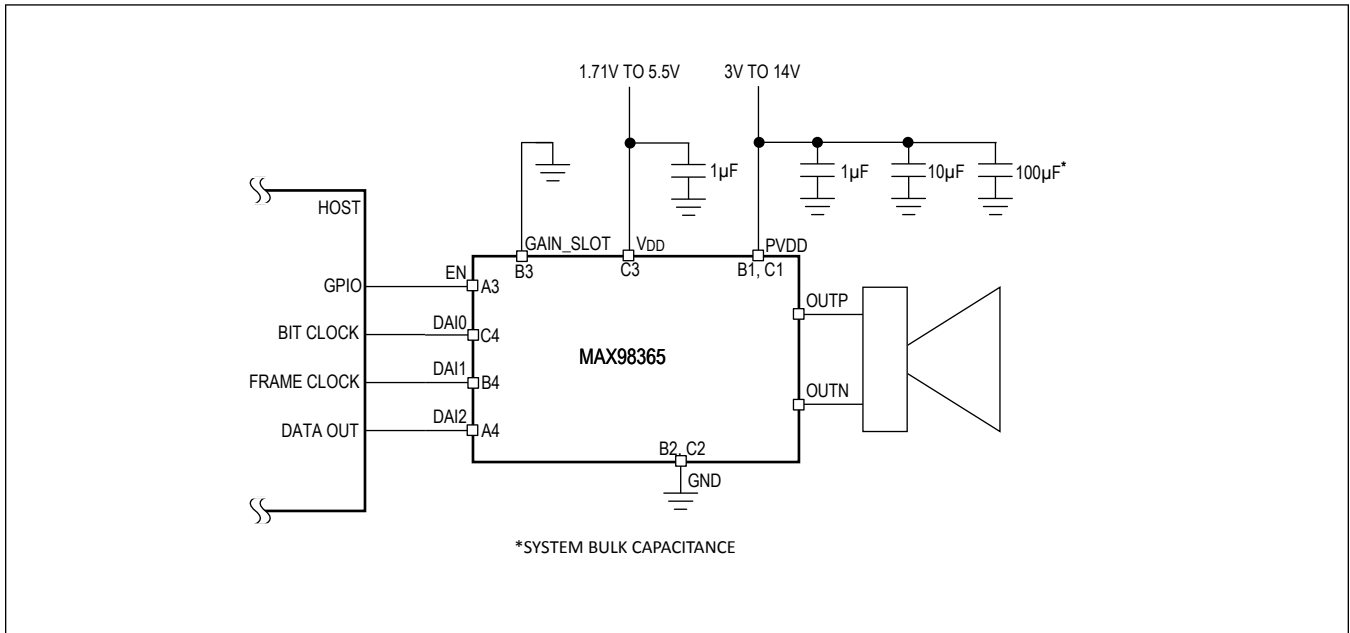 1.71V TO 5.5V
3V TO 14V
1µF
1µF
10µF
100µF*
HOST
GPIO
BIT CLOCK
FRAME CLOCK
DATA OUT
EN
DAI0
DAI1
DAI2
A3
C4
B4
A4
GAIN_SLOT
B3
VDD
C3
PVDD
B1, C1
MAX98365
OUTP
OUTN
B2, C2
GND
*SYSTEM BULK CAPACITANCE